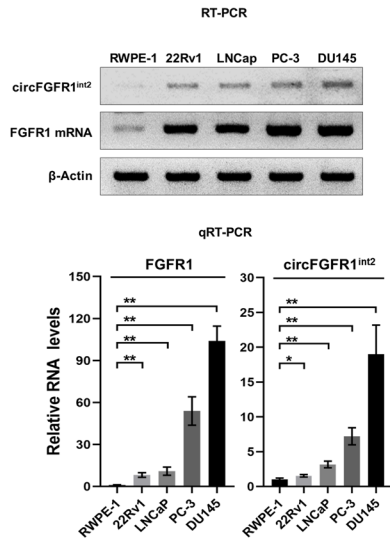 RT-PCR
RWPE-1 22Rv1 LNCap PC-3 DU145
circFGFR1int2
FGFR1 mRNA
β-Actin
qRT-PCR
FGFR1
Relative RNA levels
150
120
90
60
30
0
**
**
**
**
RWPE-1
22Rv1
LNCaP
PC-3
DU145
circFGFR1int2
30
25
20
15
10
5
0
**
**
**
*
RWPE-1
22Rv1
LNCaP
PC-3
DU145